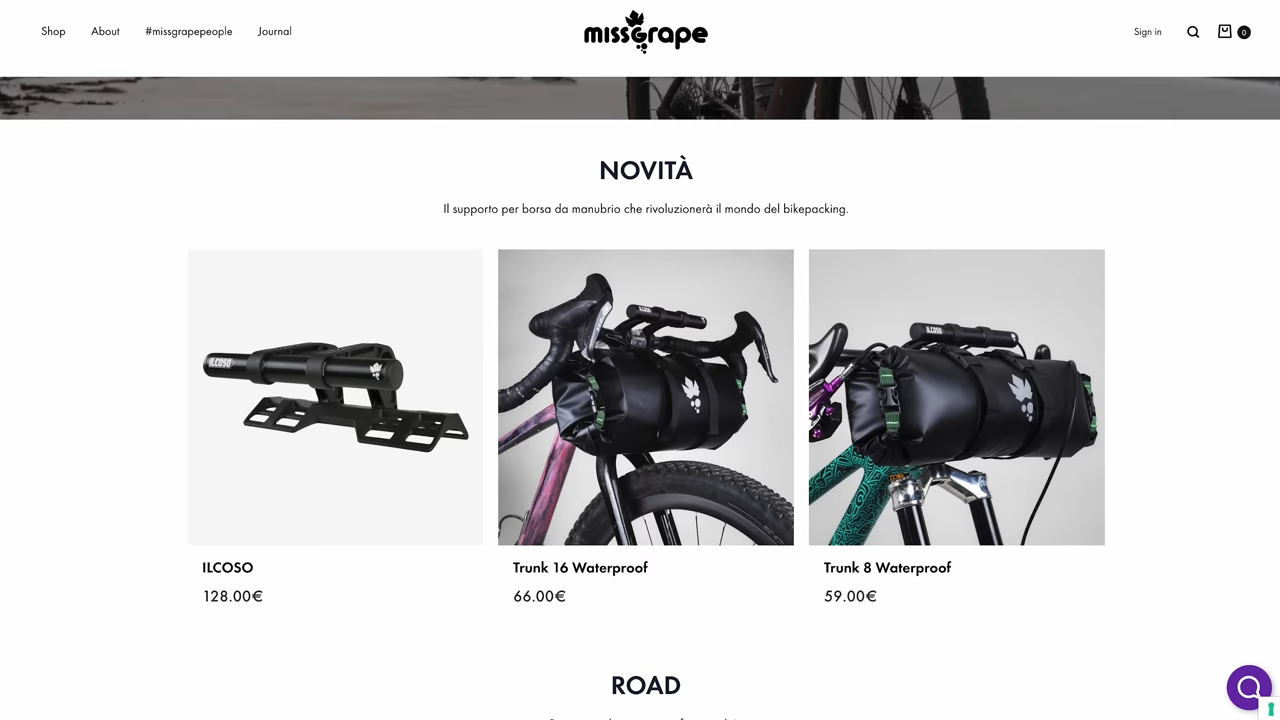 Shop
About
#missgrapepeople
Journal
missgrape
Sign in
0
NOVITÀ
Il supporto per borsa da manubrio che rivoluzionerà il mondo del bikepacking.
ILCOSO
ILCOSO
ILCOSO
128.00€
Trunk 16 Waterproof
66.00€
Trunk 8 Waterproof
59.00€
ROAD